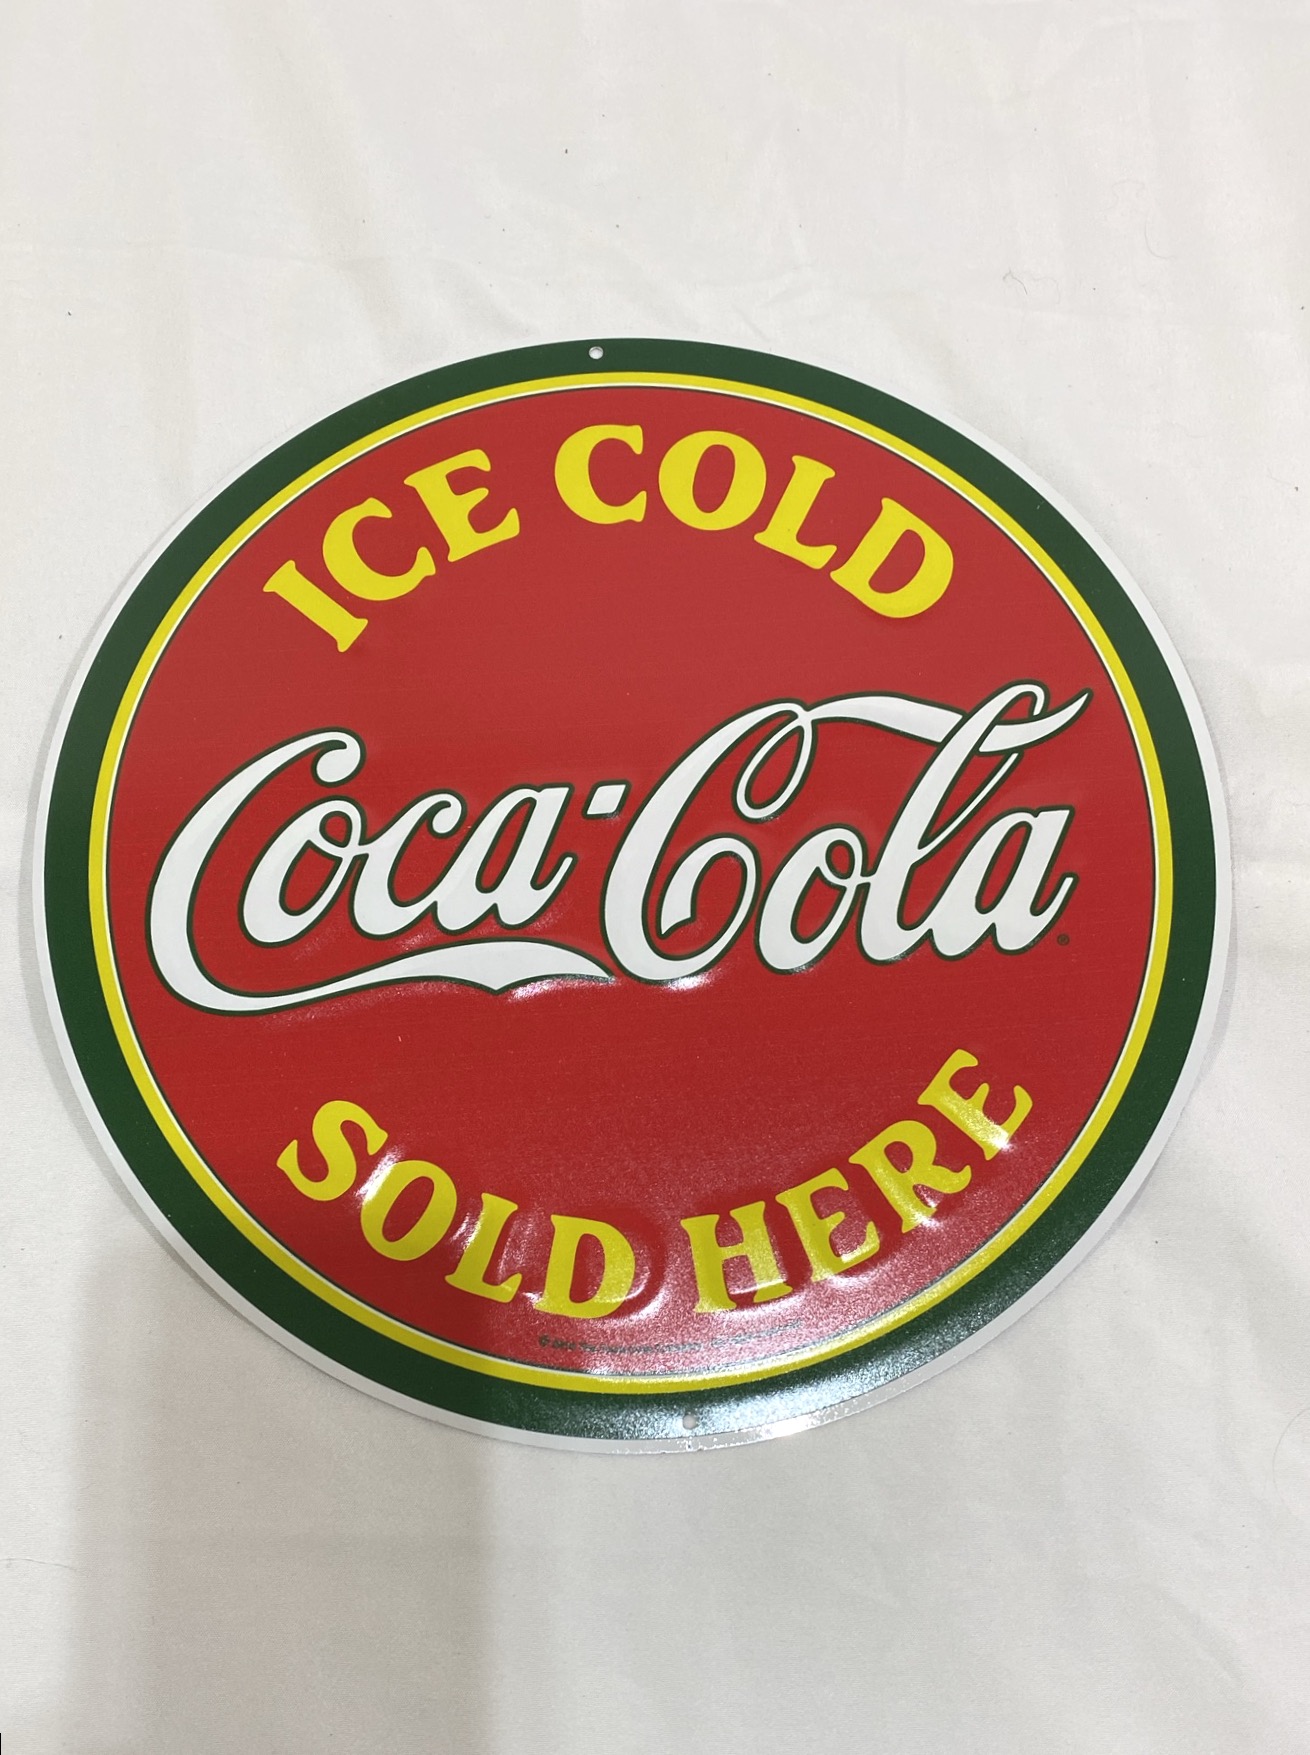 ICE COLD
Coca-Cola
®
SOLD HERE